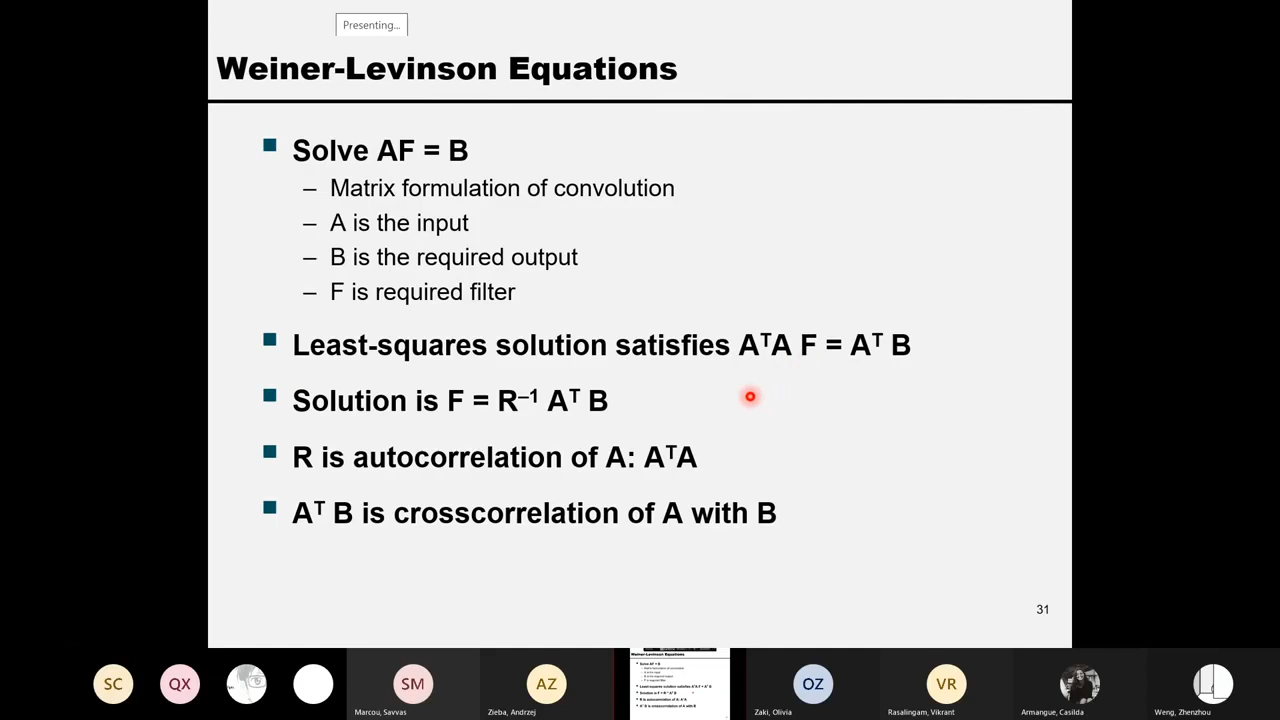 Presenting...
Weiner-Levinson Equations
Solve AF = B
– Matrix formulation of convolution
– A is the input
– B is the required output
– F is required filter
Least-squares solution satisfies AᵀA F = Aᵀ B
Solution is F = R⁻¹ Aᵀ B
R is autocorrelation of A: AᵀA
Aᵀ B is crosscorrelation of A with B
31
SC QX SM AZ OZ VR
Marcou, Savvas Zieba, Andrzej Zaki, Olivia Rasalingam, Vikrant Armangue, Casilda Weng, Zhenzhou